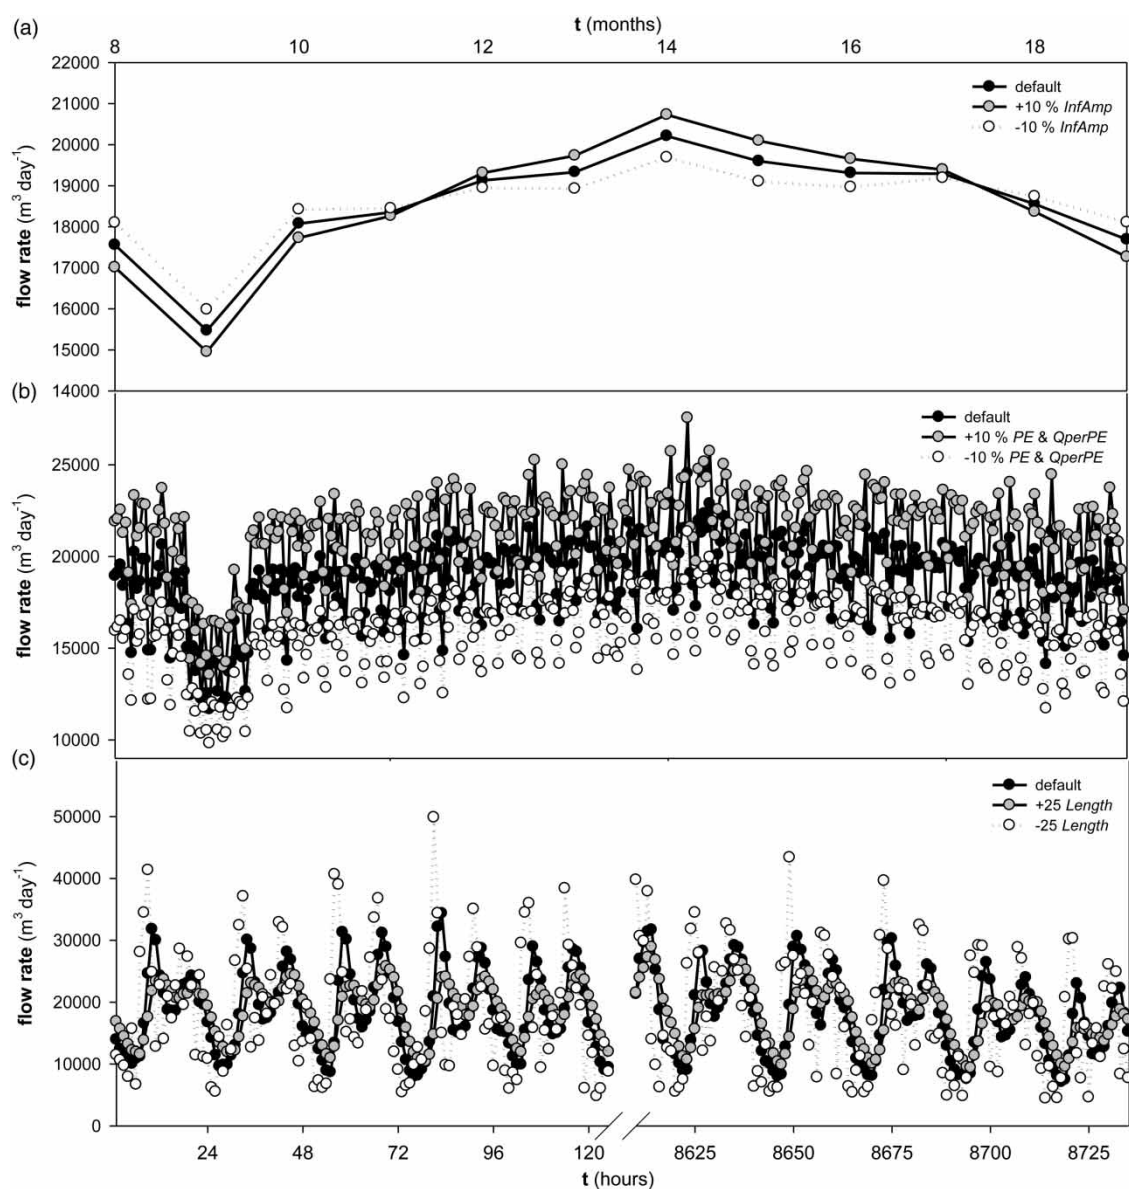 (a)
t (months)
8 10 12 14 16 18
22000
21000
20000
19000
18000
17000
16000
15000
14000
flow rate (m³ day⁻¹)
default
+10 % InfAmp
-10 % InfAmp
(b)
25000
20000
15000
10000
flow rate (m³ day⁻¹)
default
+10 % PE & QperPE
-10 % PE & QperPE
(c)
50000
40000
30000
20000
10000
0
flow rate (m³ day⁻¹)
default
+25 Length
-25 Length
24 48 72 96 120 8625 8650 8675 8700 8725
t (hours)